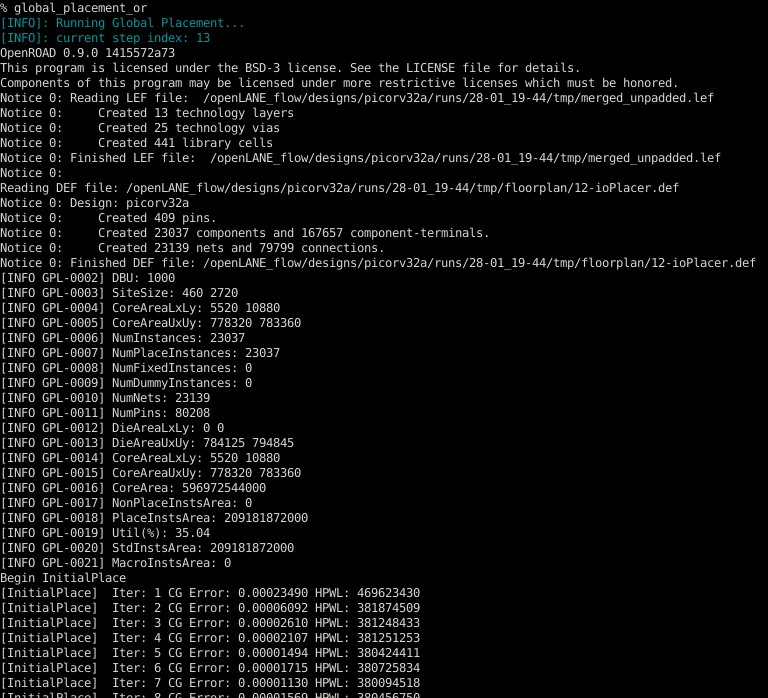 % global_placement_or
[INFO]: Running Global Placement...
[INFO]: current step index: 13
OpenROAD 0.9.0 1415572a73
This program is licensed under the BSD-3 license. See the LICENSE file for details.
Components of this program may be licensed under more restrictive licenses which must be honored.
Notice 0: Reading LEF file:  /openLANE_flow/designs/picorv32a/runs/28-01_19-44/tmp/merged_unpadded.lef
Notice 0:     Created 13 technology layers
Notice 0:     Created 25 technology vias
Notice 0:     Created 441 library cells
Notice 0: Finished LEF file:  /openLANE_flow/designs/picorv32a/runs/28-01_19-44/tmp/merged_unpadded.lef
Notice 0:
Reading DEF file: /openLANE_flow/designs/picorv32a/runs/28-01_19-44/tmp/floorplan/12-ioPlacer.def
Notice 0: Design: picorv32a
Notice 0:     Created 409 pins.
Notice 0:     Created 23037 components and 167657 component-terminals.
Notice 0:     Created 23139 nets and 79799 connections.
Notice 0: Finished DEF file: /openLANE_flow/designs/picorv32a/runs/28-01_19-44/tmp/floorplan/12-ioPlacer.def
[INFO GPL-0002] DBU: 1000
[INFO GPL-0003] SiteSize: 460 2720
[INFO GPL-0004] CoreAreaLxLy: 5520 10880
[INFO GPL-0005] CoreAreaUxUy: 778320 783360
[INFO GPL-0006] NumInstances: 23037
[INFO GPL-0007] NumPlaceInstances: 23037
[INFO GPL-0008] NumFixedInstances: 0
[INFO GPL-0009] NumDummyInstances: 0
[INFO GPL-0010] NumNets: 23139
[INFO GPL-0011] NumPins: 80208
[INFO GPL-0012] DieAreaLxLy: 0 0
[INFO GPL-0013] DieAreaUxUy: 784125 794845
[INFO GPL-0014] CoreAreaLxLy: 5520 10880
[INFO GPL-0015] CoreAreaUxUy: 778320 783360
[INFO GPL-0016] CoreArea: 596972544000
[INFO GPL-0017] NonPlaceInstsArea: 0
[INFO GPL-0018] PlaceInstsArea: 209181872000
[INFO GPL-0019] Util(%): 35.04
[INFO GPL-0020] StdInstsArea: 209181872000
[INFO GPL-0021] MacroInstsArea: 0
Begin InitialPlace
[InitialPlace]  Iter: 1 CG Error: 0.00023490 HPWL: 469623430
[InitialPlace]  Iter: 2 CG Error: 0.00006092 HPWL: 381874509
[InitialPlace]  Iter: 3 CG Error: 0.00002610 HPWL: 381248433
[InitialPlace]  Iter: 4 CG Error: 0.00002107 HPWL: 381251253
[InitialPlace]  Iter: 5 CG Error: 0.00001494 HPWL: 380424411
[InitialPlace]  Iter: 6 CG Error: 0.00001715 HPWL: 380725834
[InitialPlace]  Iter: 7 CG Error: 0.00001130 HPWL: 380094518
[InitialPlace]  Iter: 8 CG Error: 0.00001569 HPWL: 380456750